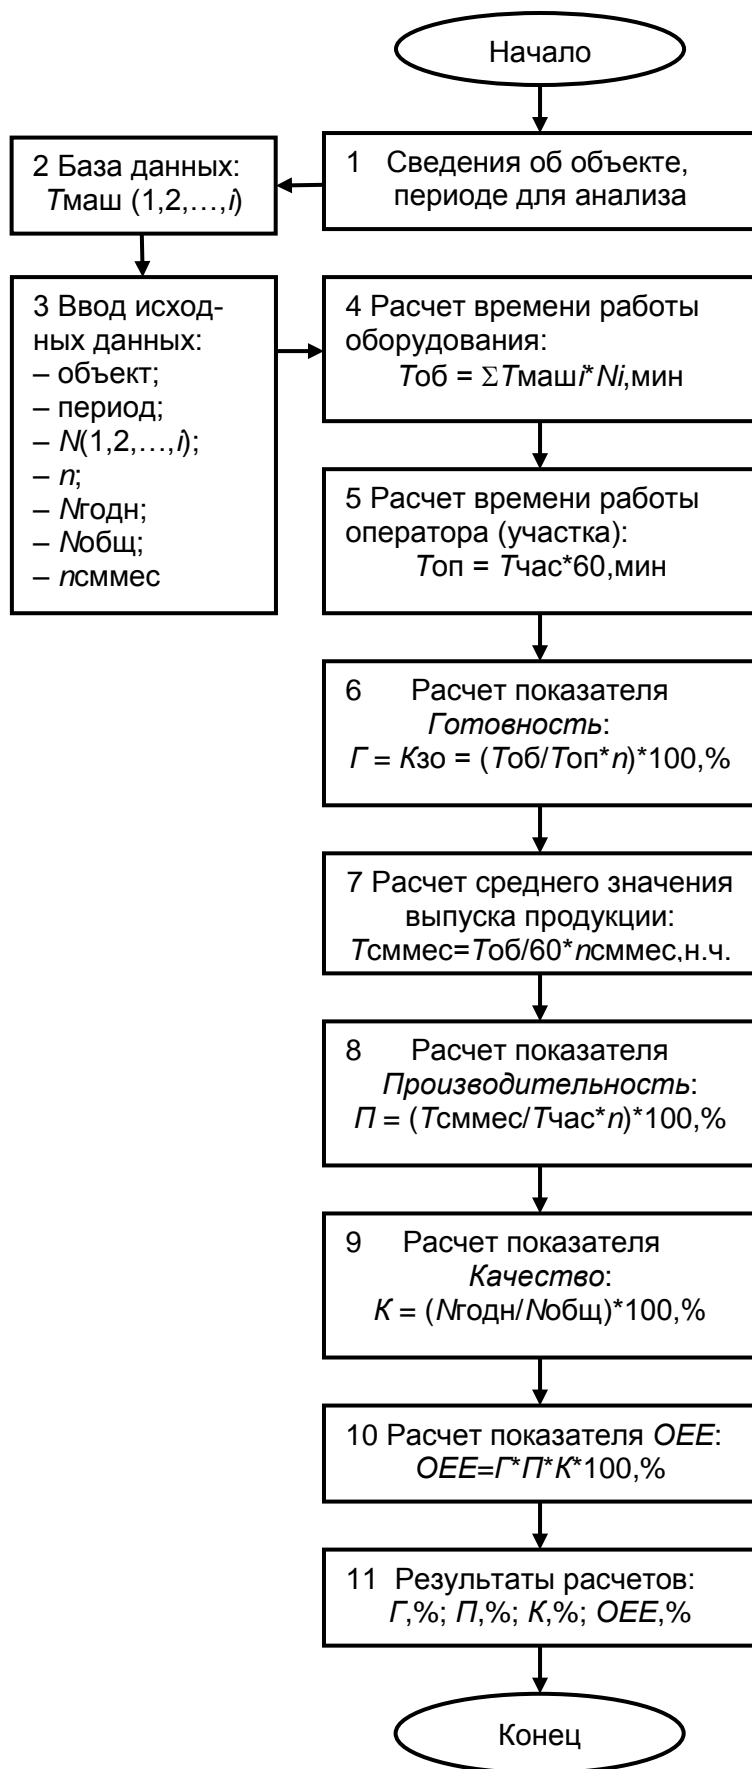 Начало
1 Сведения об объекте,
периоде для анализа
2 База данных:
Тмаш (1,2,…,i)
3 Ввод исход-
ных данных:
– объект;
– период;
– N(1,2,…,i);
– n;
– Nгодн;
– Nобщ;
– nсммес
4 Расчет времени работы
оборудования:
Тоб = ΣТмашi*Ni,мин
5 Расчет времени работы
оператора (участка):
Топ = Тчас*60,мин
6 Расчет показателя
Готовность:
Г = Кзо = (Тоб/Топ*n)*100,%
7 Расчет среднего значения
выпуска продукции:
Тсммес=Тоб/60*nсммес,н.ч.
8 Расчет показателя
Производительность:
П = (Тсммес/Тчас*n)*100,%
9 Расчет показателя
Качество:
К = (Nгодн/Nобщ)*100,%
10 Расчет показателя OEE:
OEE=Г*П*К*100,%
11 Результаты расчетов:
Г,%; П,%; К,%; OEE,%
Конец